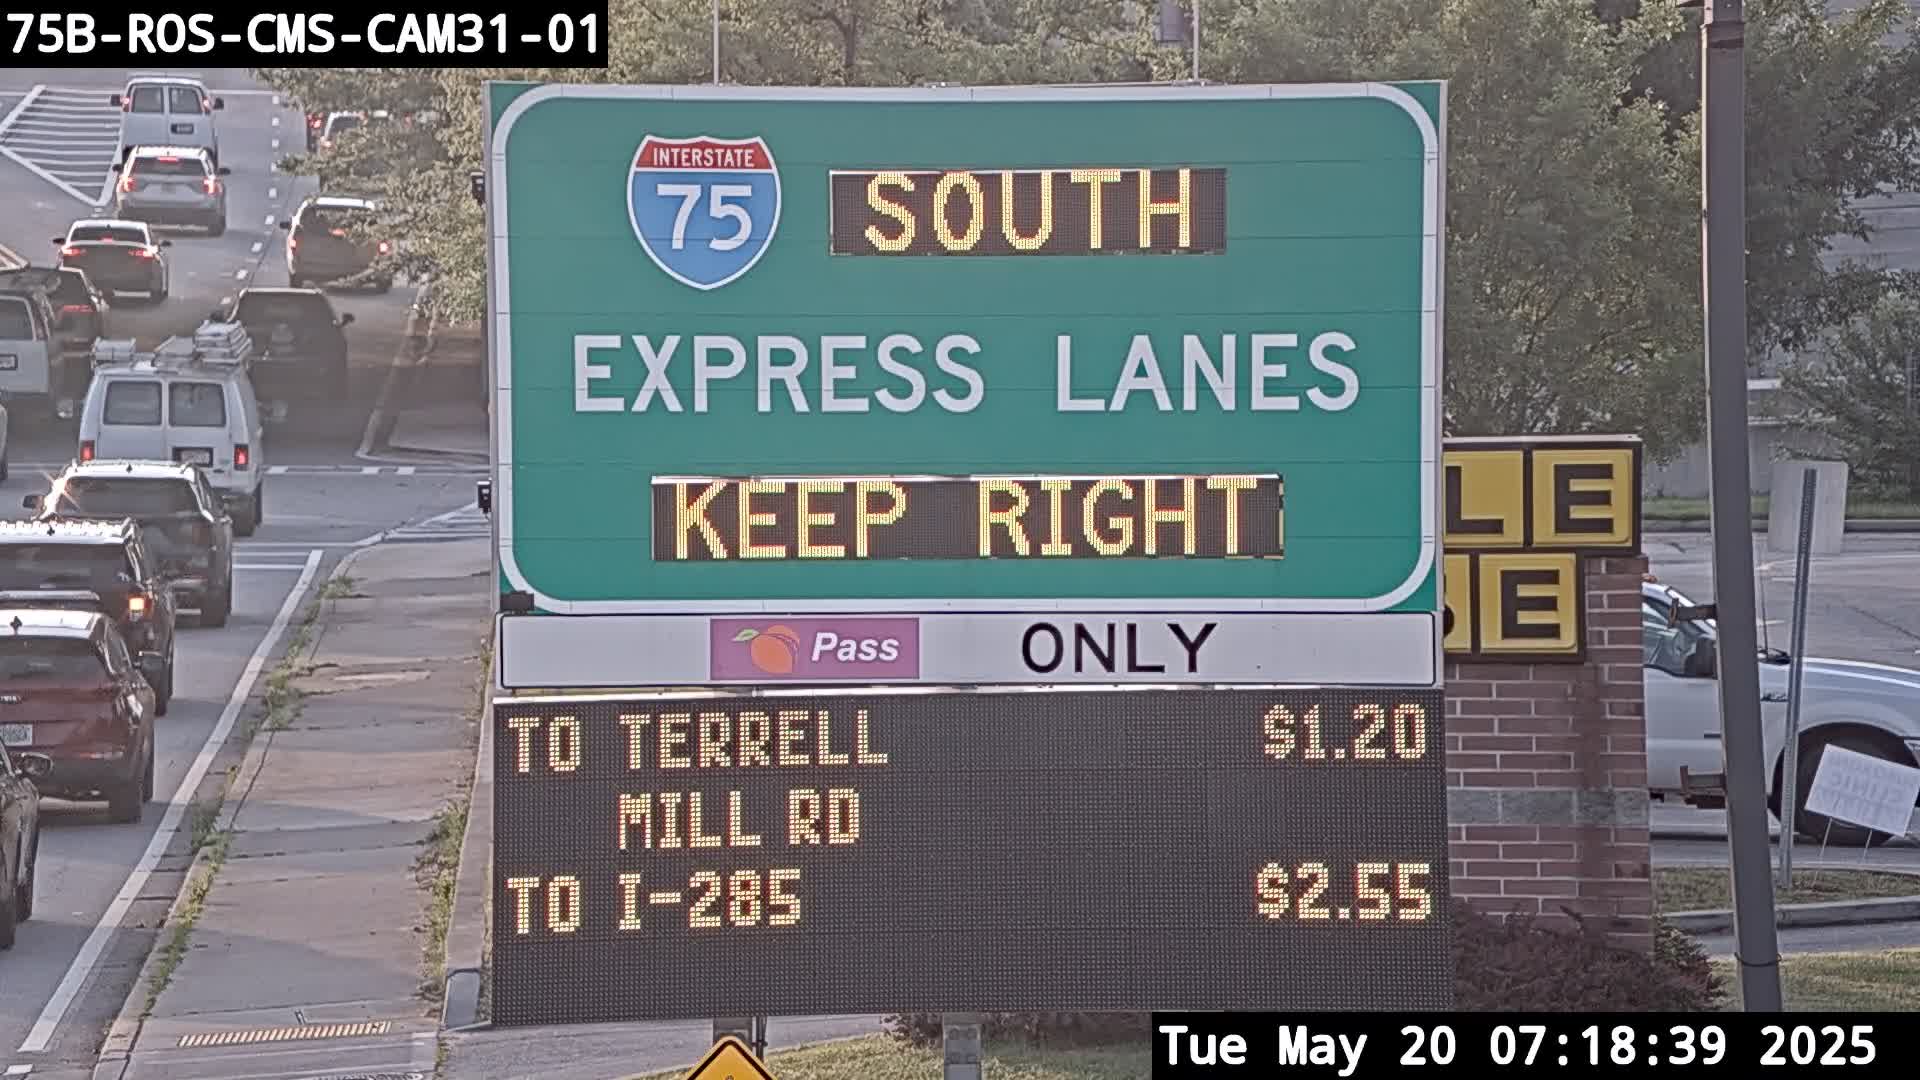 75B-ROS-CMS-CAM31-01
INTERSTATE
75
SOUTH
EXPRESS LANES
KEEP RIGHT
Pass ONLY
TO TERRELL $1.20
MILL RD
TO I-285 $2.55
LE
E
Tue May 20 07:18:39 2025